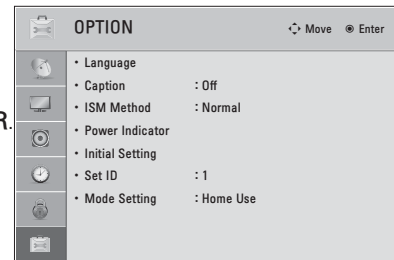 OPTION
Move
Enter
• Language
• Caption : Off
• ISM Method : Normal
• Power Indicator
• Initial Setting
• Set ID : 1
• Mode Setting : Home Use
R.